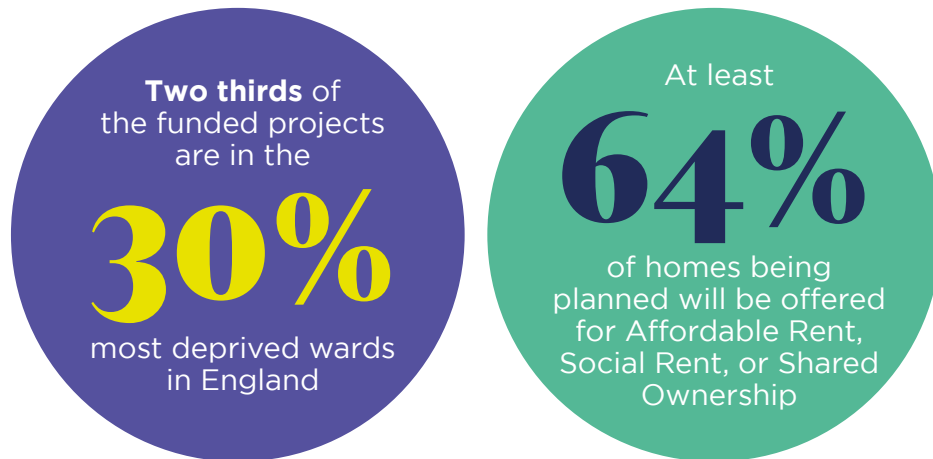 Two thirds of
the funded projects
are in the
30%
most deprived wards
in England
At least
64%
of homes being
planned will be offered
for Affordable Rent,
Social Rent, or Shared
Ownership